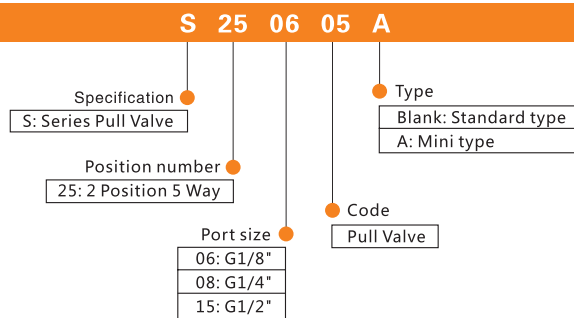 S 25 06 05 A
Specification
S: Series Pull Valve
Position number
25: 2 Position 5 Way
Port size
06: G1/8"
08: G1/4"
15: G1/2"
Code
Pull Valve
Type
Blank: Standard type
A: Mini type